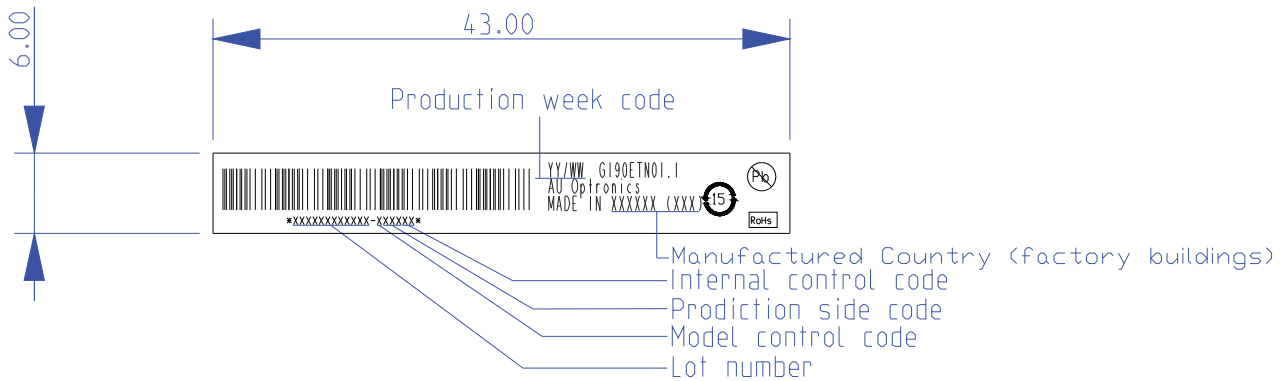 43.00
6.00
Production week code
YY/WW G190ETN01.1
AU Optronics
MADE IN XXXXXX (XXX)
15
Pb
RoHs
*XXXXXXXXXXXX-XXXXXX*
Manufactured Country (factory buildings)
Internal control code
Prodiction side code
Model control code
Lot number